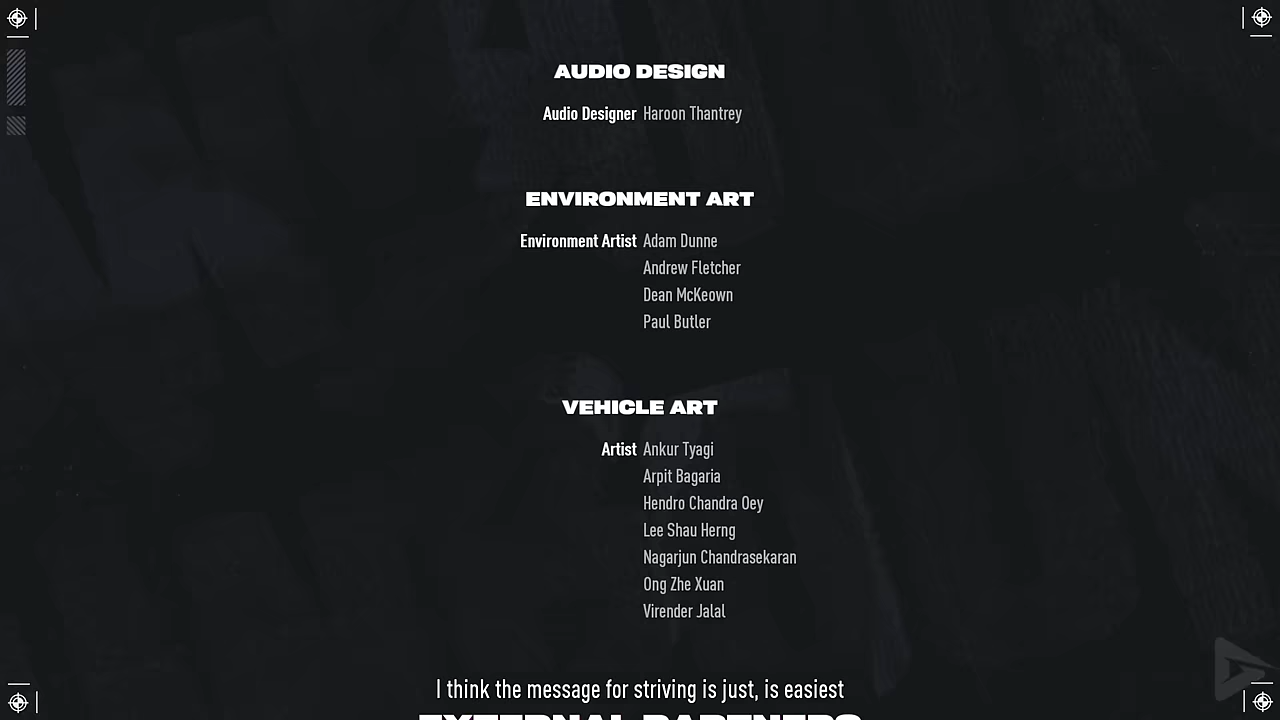 AUDIO DESIGN
Audio Designer Haroon Thantrey
ENVIRONMENT ART
Environment Artist Adam Dunne
Andrew Fletcher
Dean McKeown
Paul Butler
VEHICLE ART
Artist Ankur Tyagi
Arpit Bagaria
Hendro Chandra Oey
Lee Shau Herng
Nagarjun Chandrasekaran
Ong Zhe Xuan
Virender Jalal
I think the message for striving is just, is easiest
EXTERNAL PARTNERS